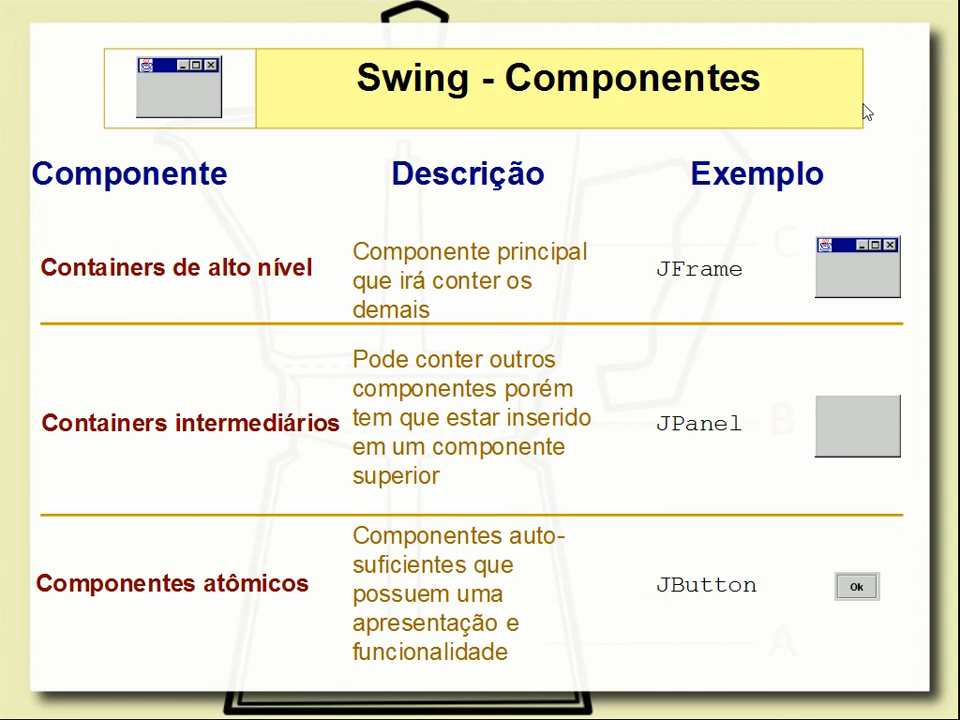 Swing - Componentes
Componente Descrição Exemplo
Containers de alto nível
Componente principal
que irá conter os
demais
JFrame
Containers intermediários
Pode conter outros
componentes porém
tem que estar inserido
em um componente
superior
JPanel
Componentes atômicos
Componentes auto-
suficientes que
possuem uma
apresentação e
funcionalidade
JButton
Ok
C
B
A